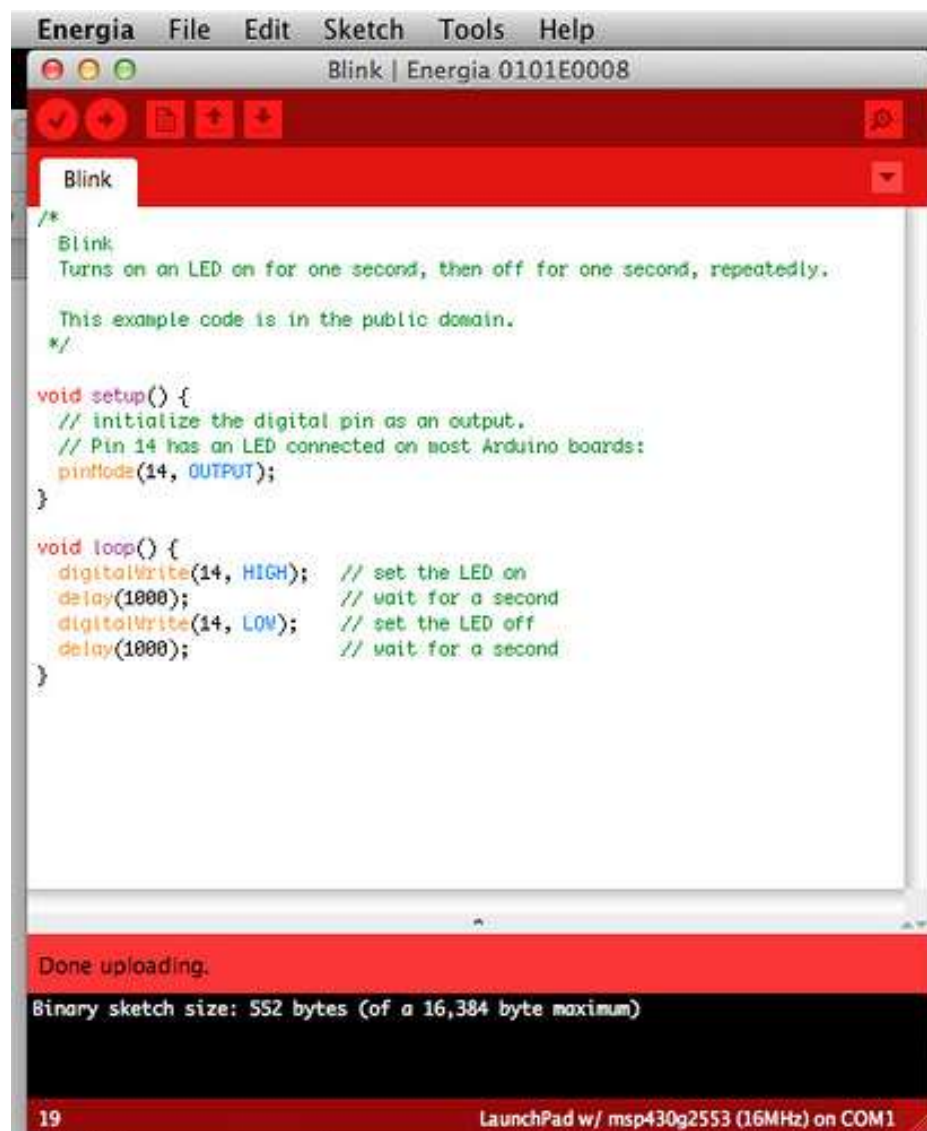 Energia File Edit Sketch Tools Help
Blink | Energia 0101E0008
Blink
/*
  Blink
  Turns on an LED on for one second, then off for one second, repeatedly.

  This example code is in the public domain.
 */

void setup() {
  // initialize the digital pin as an output.
  // Pin 14 has an LED connected on most Arduino boards:
  pinMode(14, OUTPUT);
}

void loop() {
  digitalWrite(14, HIGH);   // set the LED on
  delay(1000);              // wait for a second
  digitalWrite(14, LOW);    // set the LED off
  delay(1000);              // wait for a second
}
Done uploading.
Binary sketch size: 552 bytes (of a 16,384 byte maximum)
19 LaunchPad w/ msp430g2553 (16MHz) on COM1